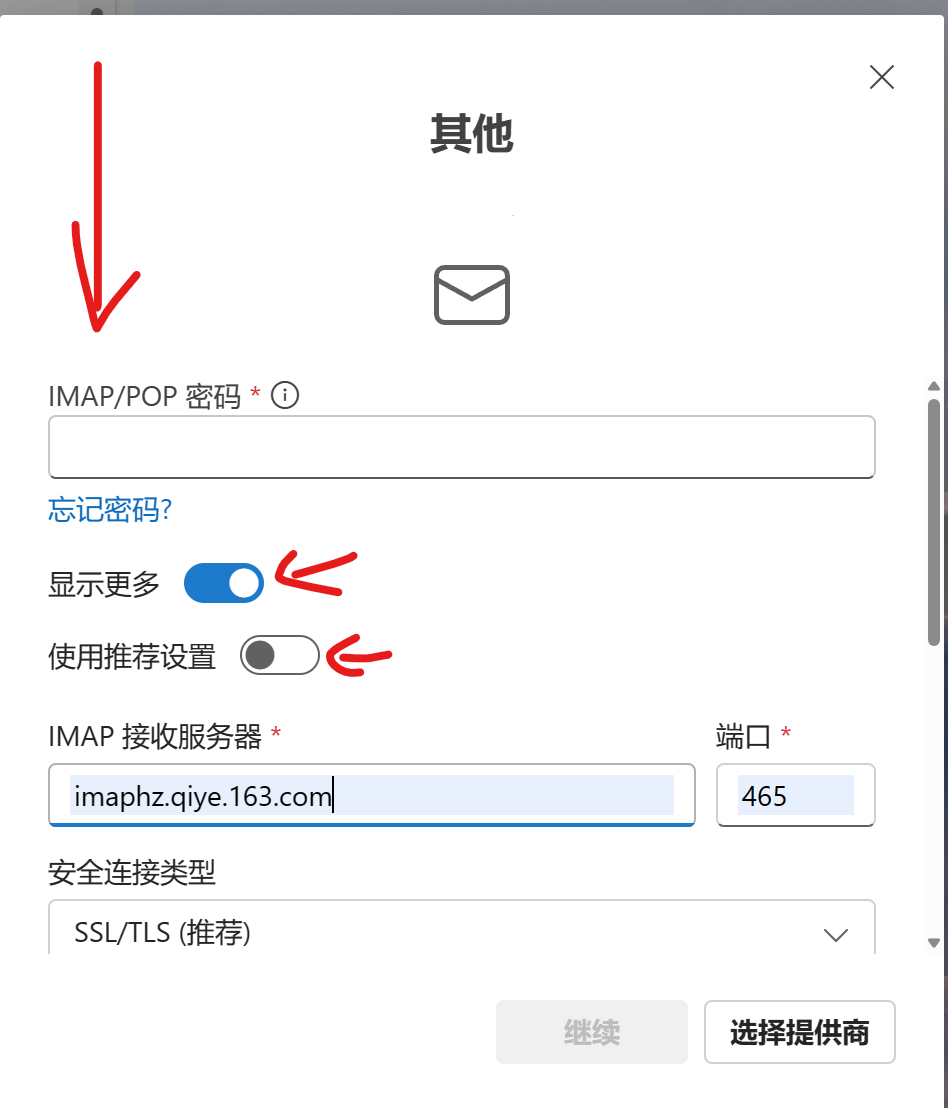 其他
IMAP/POP 密码 *
忘记密码?
显示更多
使用推荐设置
IMAP 接收服务器 * 端口 *
imaphz.qiye.163.com 465
安全连接类型
SSL/TLS (推荐)
继续 选择提供商